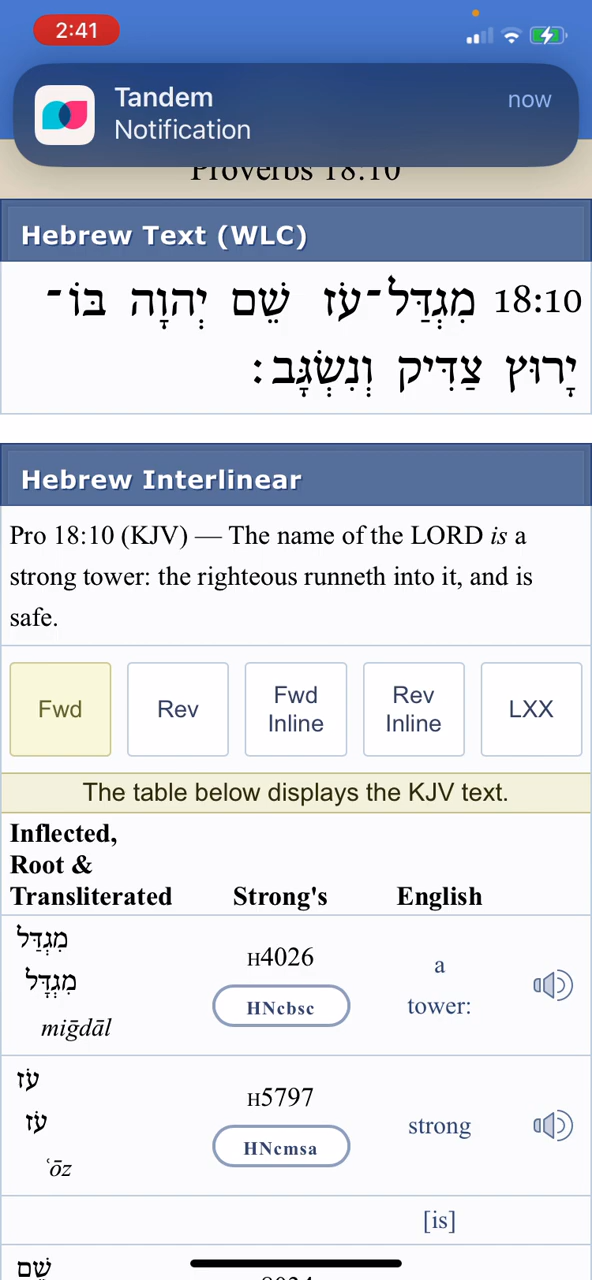 2:41
Tandem
now
Notification
Proverbs 18:10
Hebrew Text (WLC)
18:10 מִגְדַּל־עֹז שֵׁם יְהוָה בּוֹ־
יָרוּץ צַדִּיק וְנִשְׂגָּב׃
Hebrew Interlinear
Pro 18:10 (KJV) — The name of the LORD is a
strong tower: the righteous runneth into it, and is
safe.
Fwd
Rev
Fwd
Inline
Rev
Inline
LXX
The table below displays the KJV text.
Inflected,
Root &
Transliterated
Strong's
English
מִגְדַּל
מִגְדָּל
miḡdāl
H4026
HNcbsc
a
tower:
עֹז
עֹז
ʿōz
H5797
HNcmsa
strong
[is]
שֵׁם